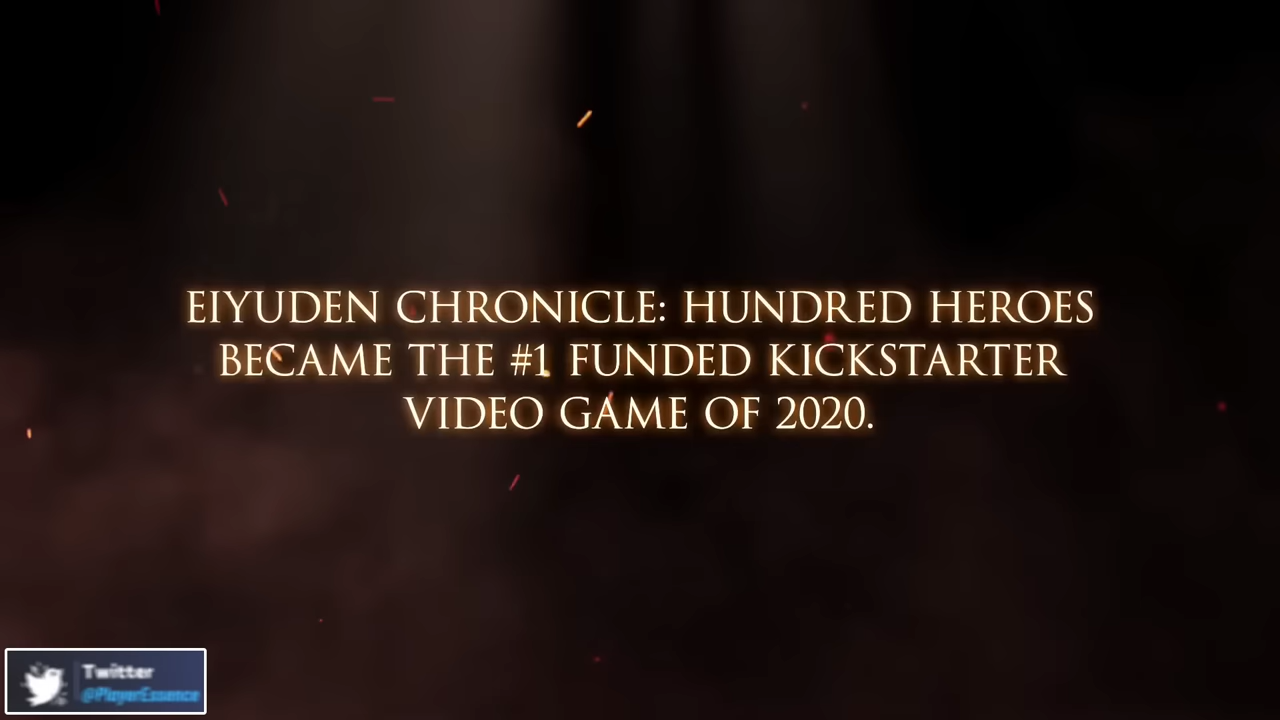 EIYUDEN CHRONICLE: HUNDRED HEROES
BECAME THE #1 FUNDED KICKSTARTER
VIDEO GAME OF 2020.
Twitter
@PlayerEssence